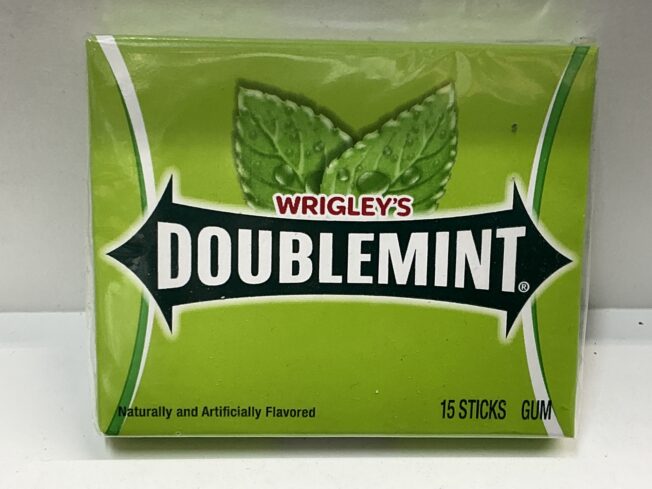 WRIGLEY'S
DOUBLEMINT®
Naturally and Artificially Flavored
15 STICKS GUM